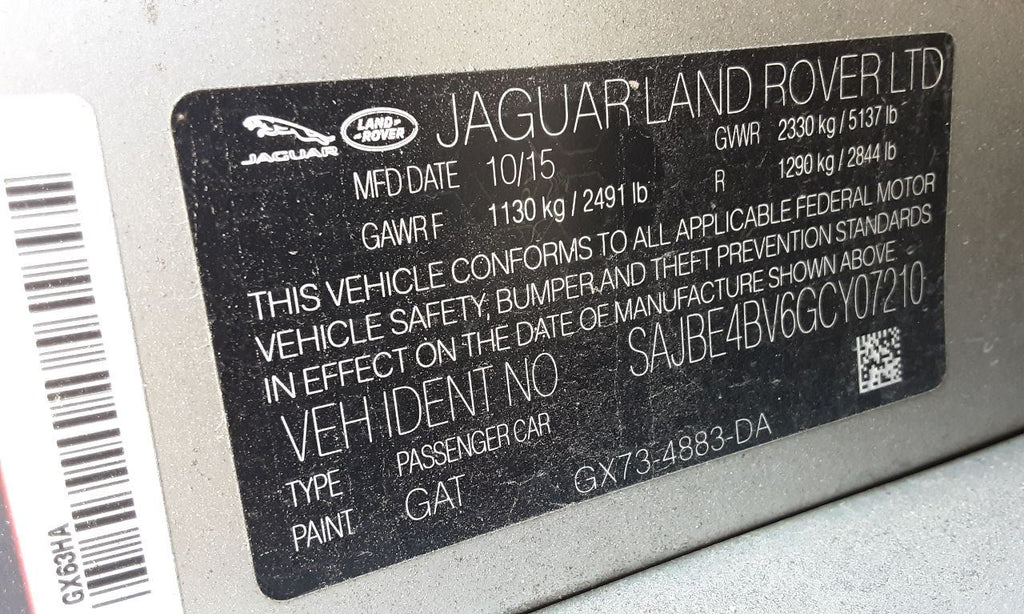 JAGUAR
LAND-
-ROVER
JAGUAR LAND ROVER LTD
MFD DATE 10/15 GVWR 2330 kg / 5137 lb
GAWR F 1130 kg / 2491 lb R 1290 kg / 2844 lb
THIS VEHICLE CONFORMS TO ALL APPLICABLE FEDERAL MOTOR
VEHICLE SAFETY, BUMPER, AND THEFT PREVENTION STANDARDS
IN EFFECT ON THE DATE OF MANUFACTURE SHOWN ABOVE
VEH IDENT NO SAJBE4BV6GCY07210
TYPE PASSENGER CAR
PAINT GAT GX73-4883-DA
GX63HA